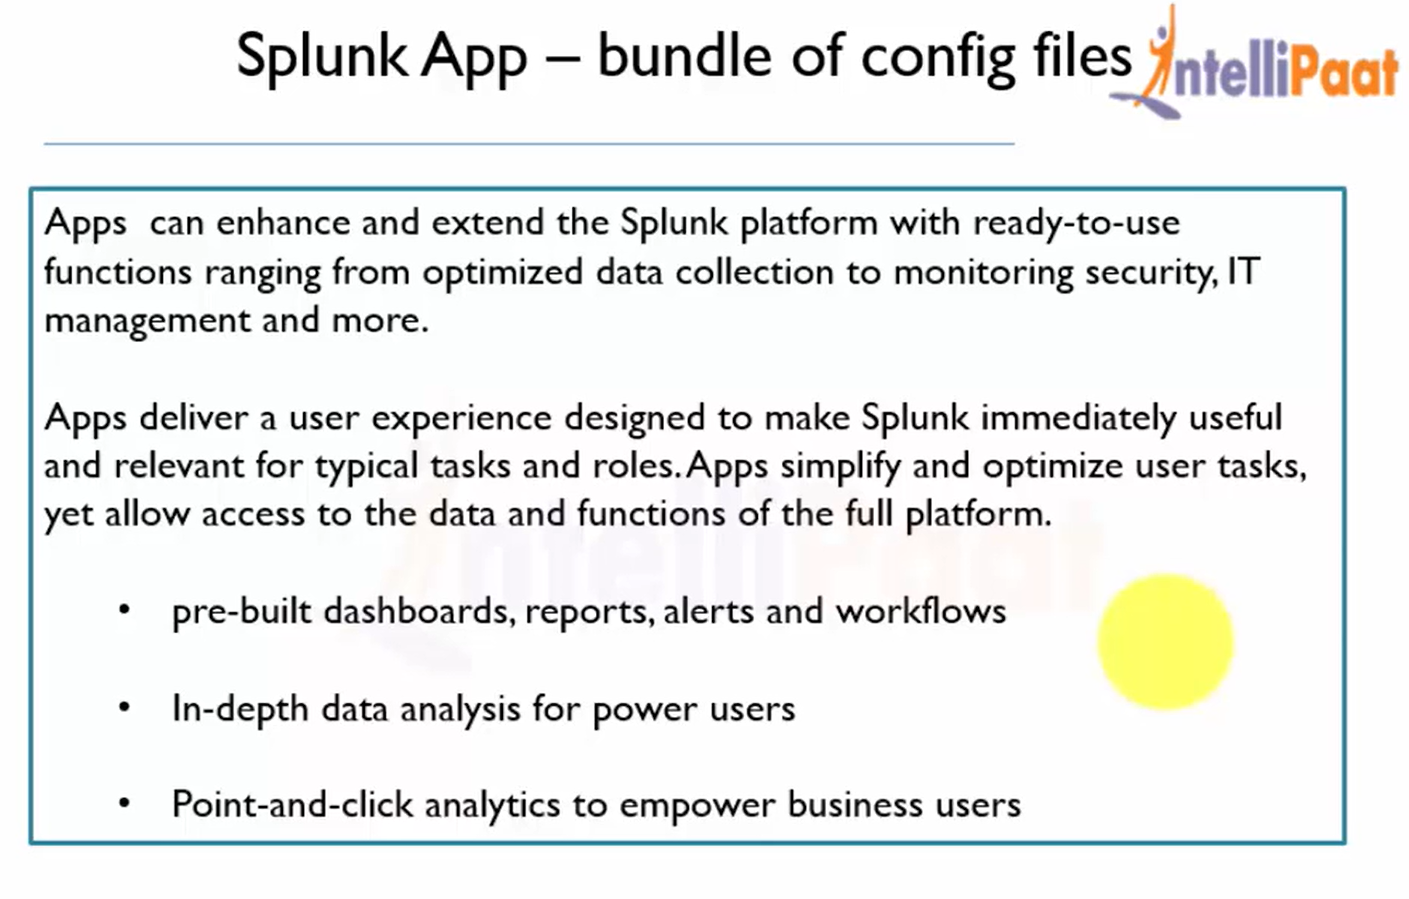 Splunk App – bundle of config files
IntelliPaat
Apps can enhance and extend the Splunk platform with ready-to-use
functions ranging from optimized data collection to monitoring security, IT
management and more.
Apps deliver a user experience designed to make Splunk immediately useful
and relevant for typical tasks and roles. Apps simplify and optimize user tasks,
yet allow access to the data and functions of the full platform.
IntelliPaat
• pre-built dashboards, reports, alerts and workflows
• In-depth data analysis for power users
• Point-and-click analytics to empower business users